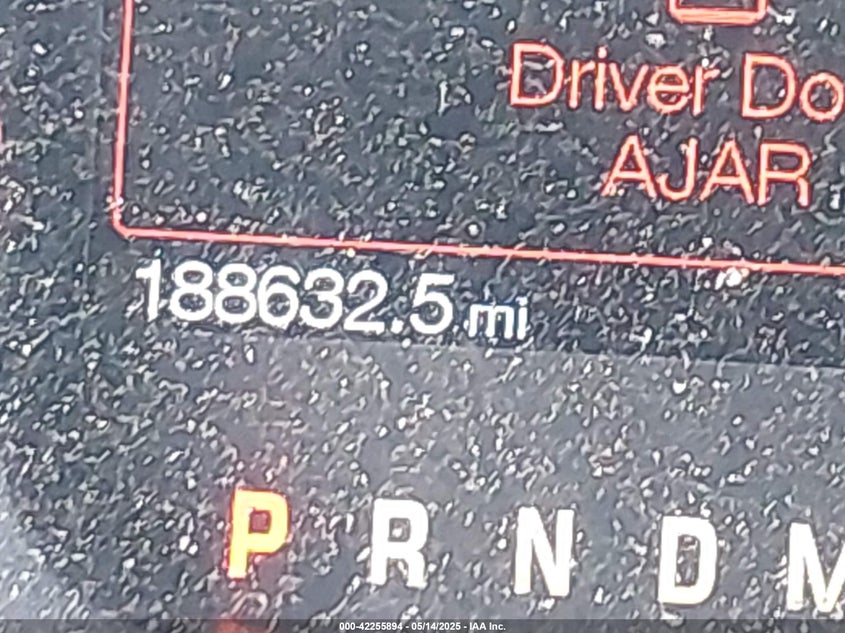 Driver Do
AJAR
188632.5 mi
P R N D M
000-42255894 - 05/14/2025 - IAA Inc.